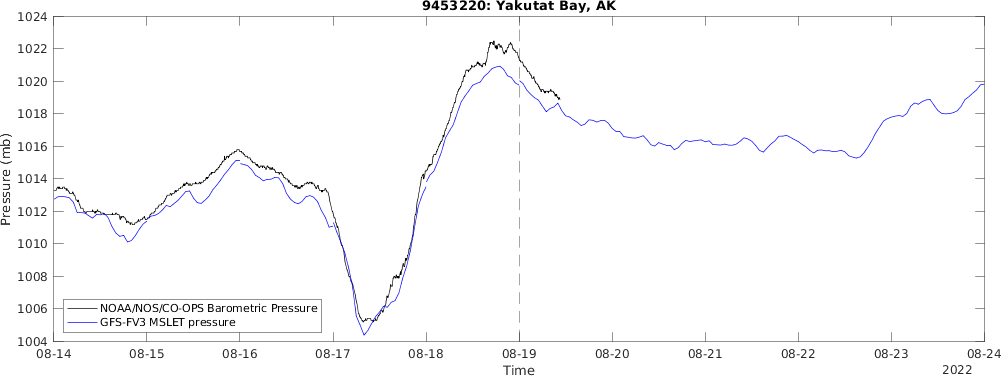 9453220: Yakutat Bay, AK
1024
1022
1020
1018
1016
1014
1012
1010
1008
1006
1004
Pressure (mb)
NOAA/NOS/CO-OPS Barometric Pressure
GFS-FV3 MSLET pressure
08-14 08-15 08-16 08-17 08-18 08-19 08-20 08-21 08-22 08-23 08-24
Time
2022